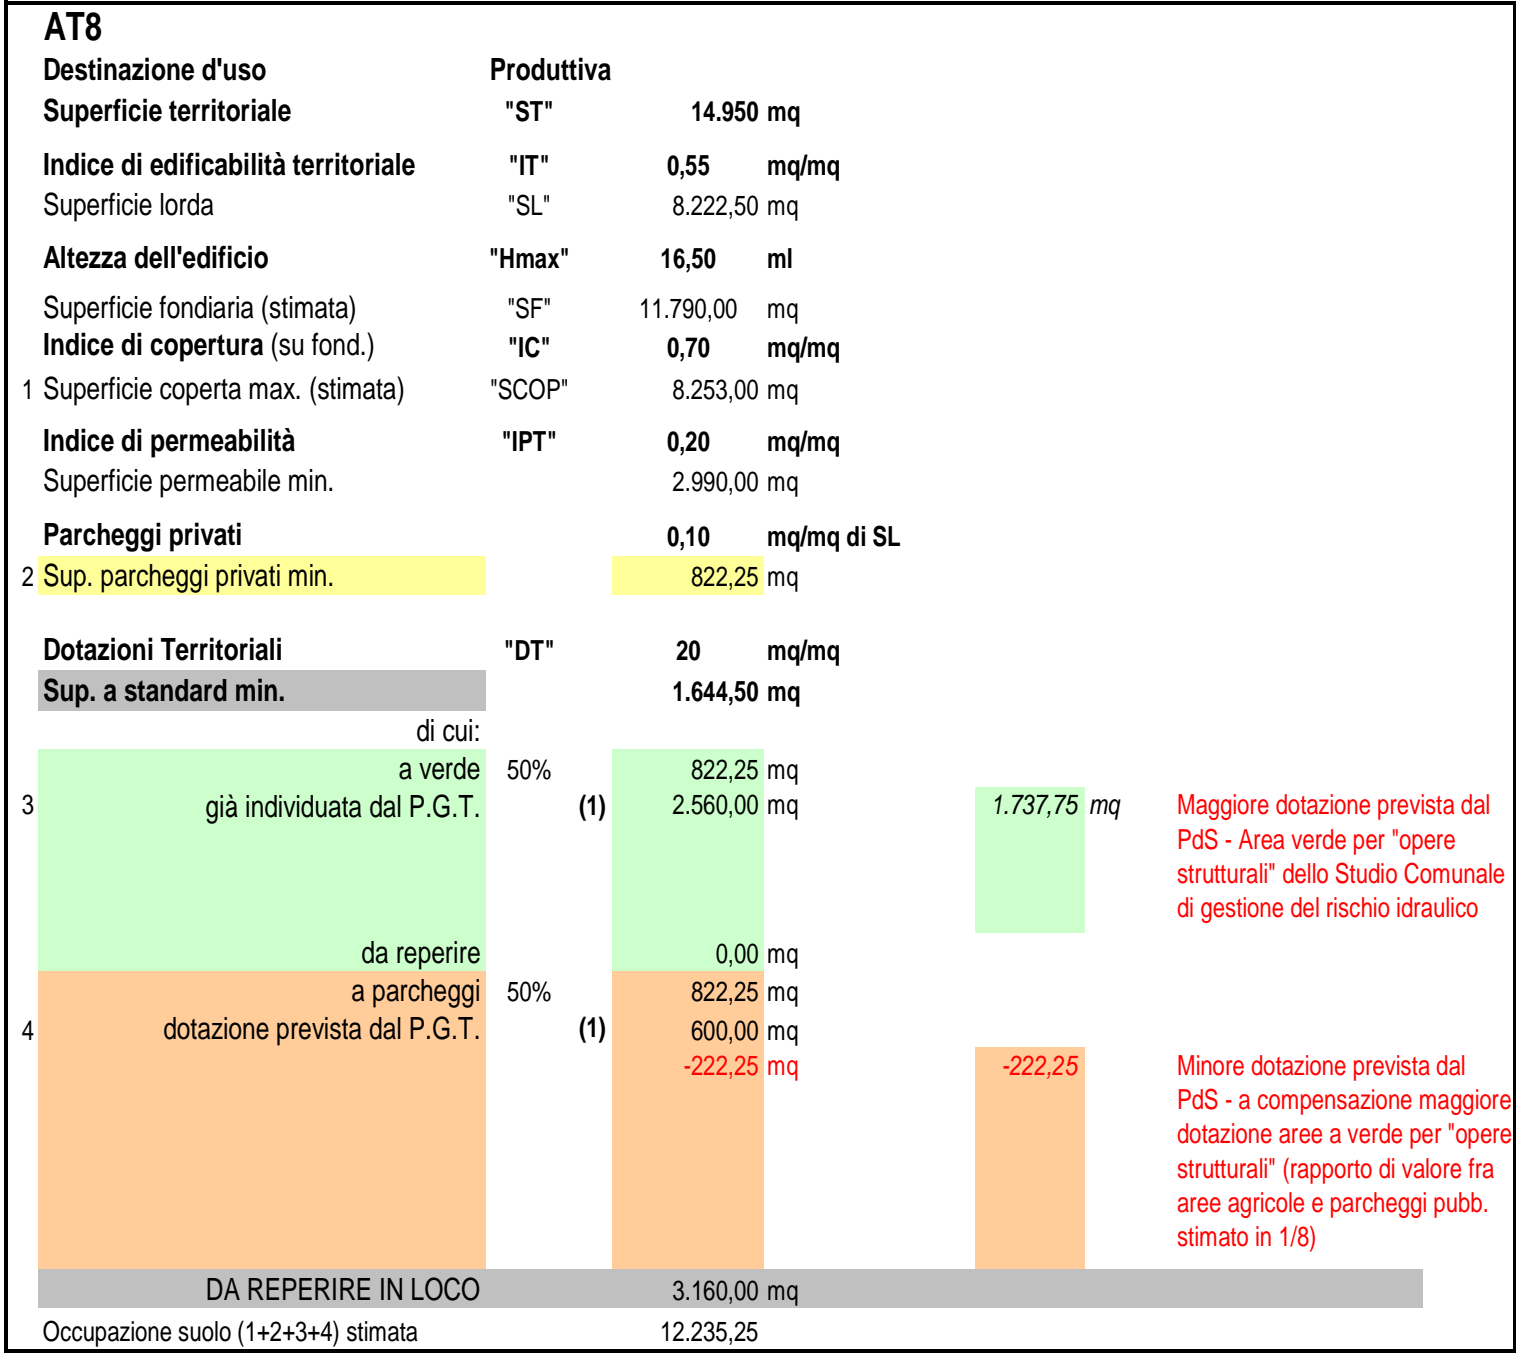 AT8
Destinazione d'uso Produttiva
Superficie territoriale "ST" 14.950 mq
Indice di edificabilità territoriale "IT" 0,55 mq/mq
Superficie lorda "SL" 8.222,50 mq
Altezza dell'edificio "Hmax" 16,50 ml
Superficie fondiaria (stimata) "SF" 11.790,00 mq
Indice di copertura (su fond.) "IC" 0,70 mq/mq
1 Superficie coperta max. (stimata) "SCOP" 8.253,00 mq
Indice di permeabilità "IPT" 0,20 mq/mq
Superficie permeabile min. 2.990,00 mq
Parcheggi privati 0,10 mq/mq di SL
2 Sup. parcheggi privati min. 822,25 mq
Dotazioni Territoriali "DT" 20 mq/mq
Sup. a standard min. 1.644,50 mq
di cui:
a verde 50% 822,25 mq
3 già individuata dal P.G.T. (1) 2.560,00 mq 1.737,75 mq Maggiore dotazione prevista dal
PdS - Area verde per "opere
strutturali" dello Studio Comunale
di gestione del rischio idraulico
da reperire 0,00 mq
a parcheggi 50% 822,25 mq
4 dotazione prevista dal P.G.T. (1) 600,00 mq
-222,25 mq -222,25 Minore dotazione prevista dal
PdS - a compensazione maggiore
dotazione aree a verde per "opere
strutturali" (rapporto di valore fra
aree agricole e parcheggi pubb.
stimato in 1/8)
DA REPERIRE IN LOCO 3.160,00 mq
Occupazione suolo (1+2+3+4) stimata 12.235,25